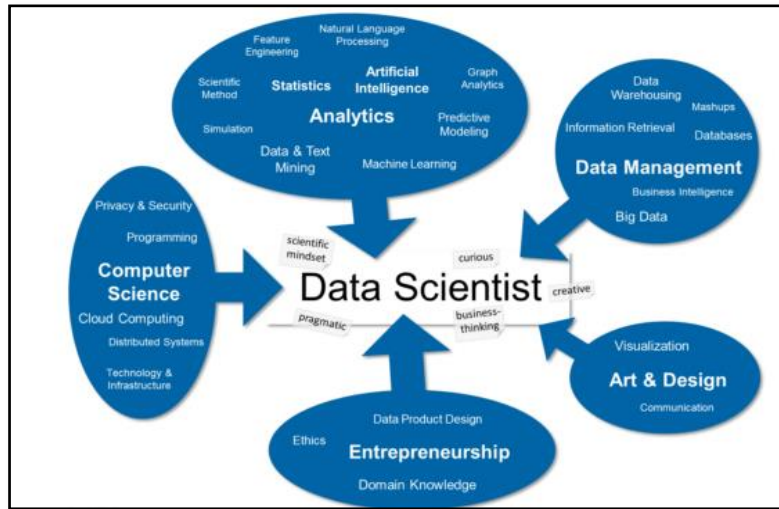 Natural Language
Processing
Feature
Engineering
Artificial
Intelligence
Graph
Analytics
Scientific
Method
Statistics
Analytics
Simulation
Predictive
Modeling
Data & Text
Mining
Machine Learning
Data
Warehousing
Mashups
Information Retrieval
Databases
Data Management
Business Intelligence
Big Data
Privacy & Security
Programming
Computer
Science
Cloud Computing
Distributed Systems
Technology &
Infrastructure
scientific
mindset
curious
Data Scientist
creative
pragmatic
business-
thinking
Visualization
Art & Design
Communication
Data Product Design
Ethics
Entrepreneurship
Domain Knowledge